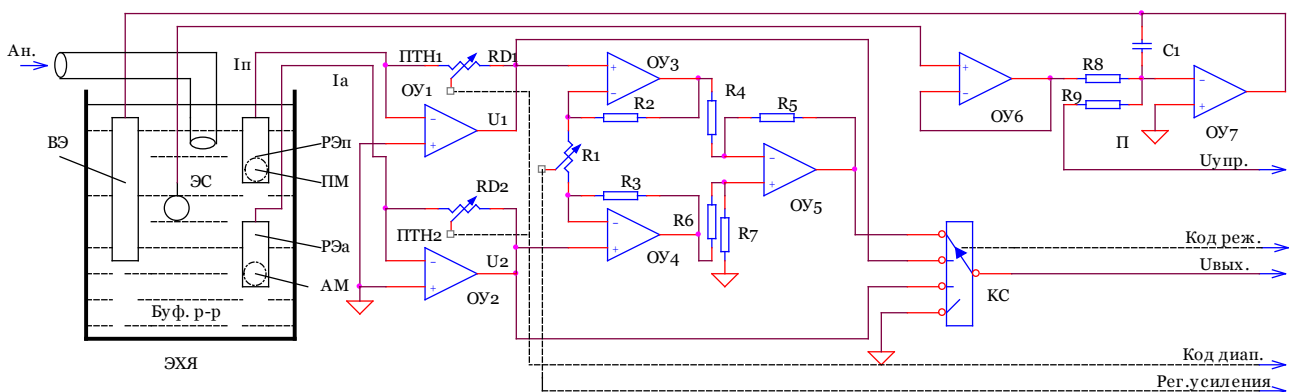 Ан.
Iп
Iа
ПТН1
RD1
ОУ1
U1
ОУ3
R2
R4
R5
C1
R8
R9
ОУ6
ОУ7
П
Uупр.
ВЭ
ЭС
РЭп
ПМ
R1
RD2
R3
R6
R7
ОУ5
ПТН2
ОУ4
U2
ОУ2
РЭа
АМ
Буф. р-р
ЭХЯ
КС
Код реж.
Uвых.
Код диап.
Рег.усиления